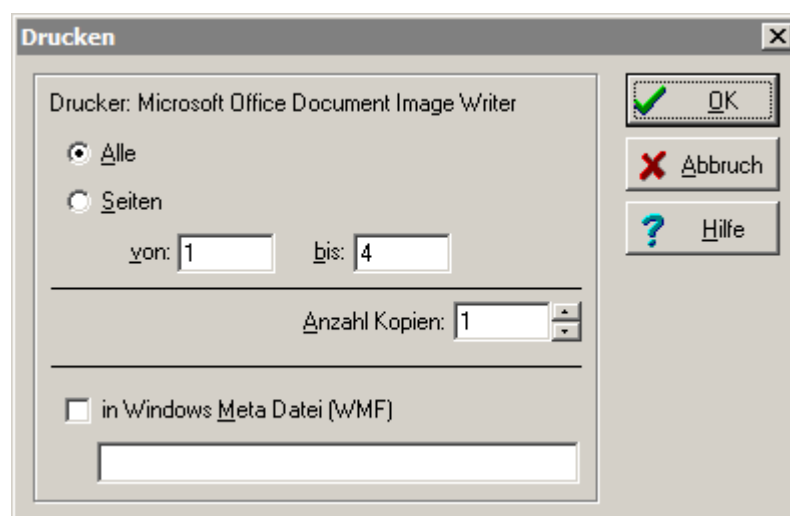 Drucken
Drucker: Microsoft Office Document Image Writer
Alle
Seiten
von: 1 bis: 4
Anzahl Kopien: 1
in Windows Meta Datei (WMF)
OK
Abbruch
Hilfe